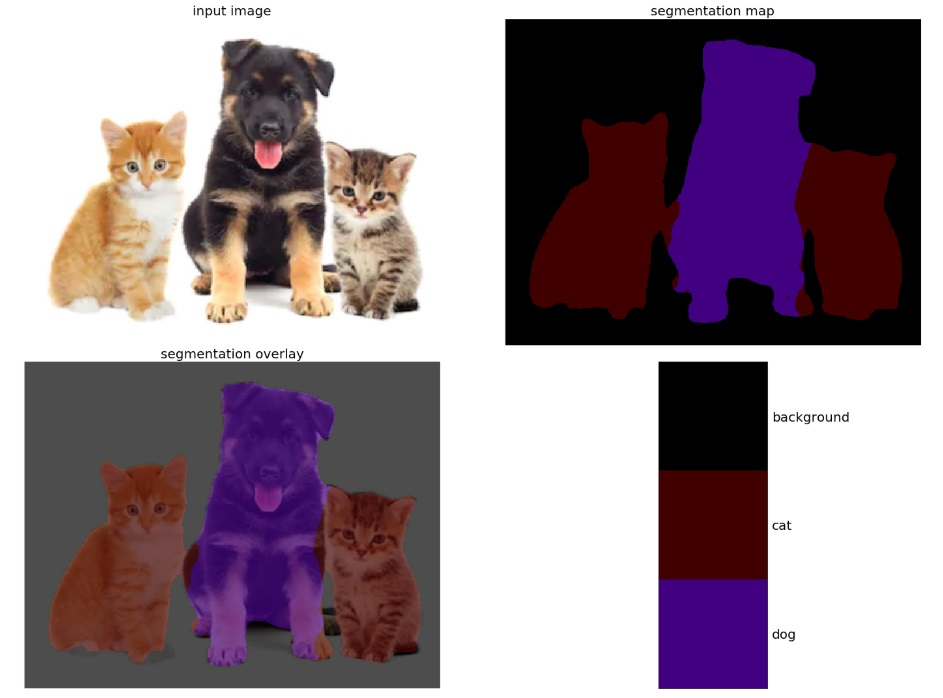 input image
segmentation map
segmentation overlay
background
cat
dog